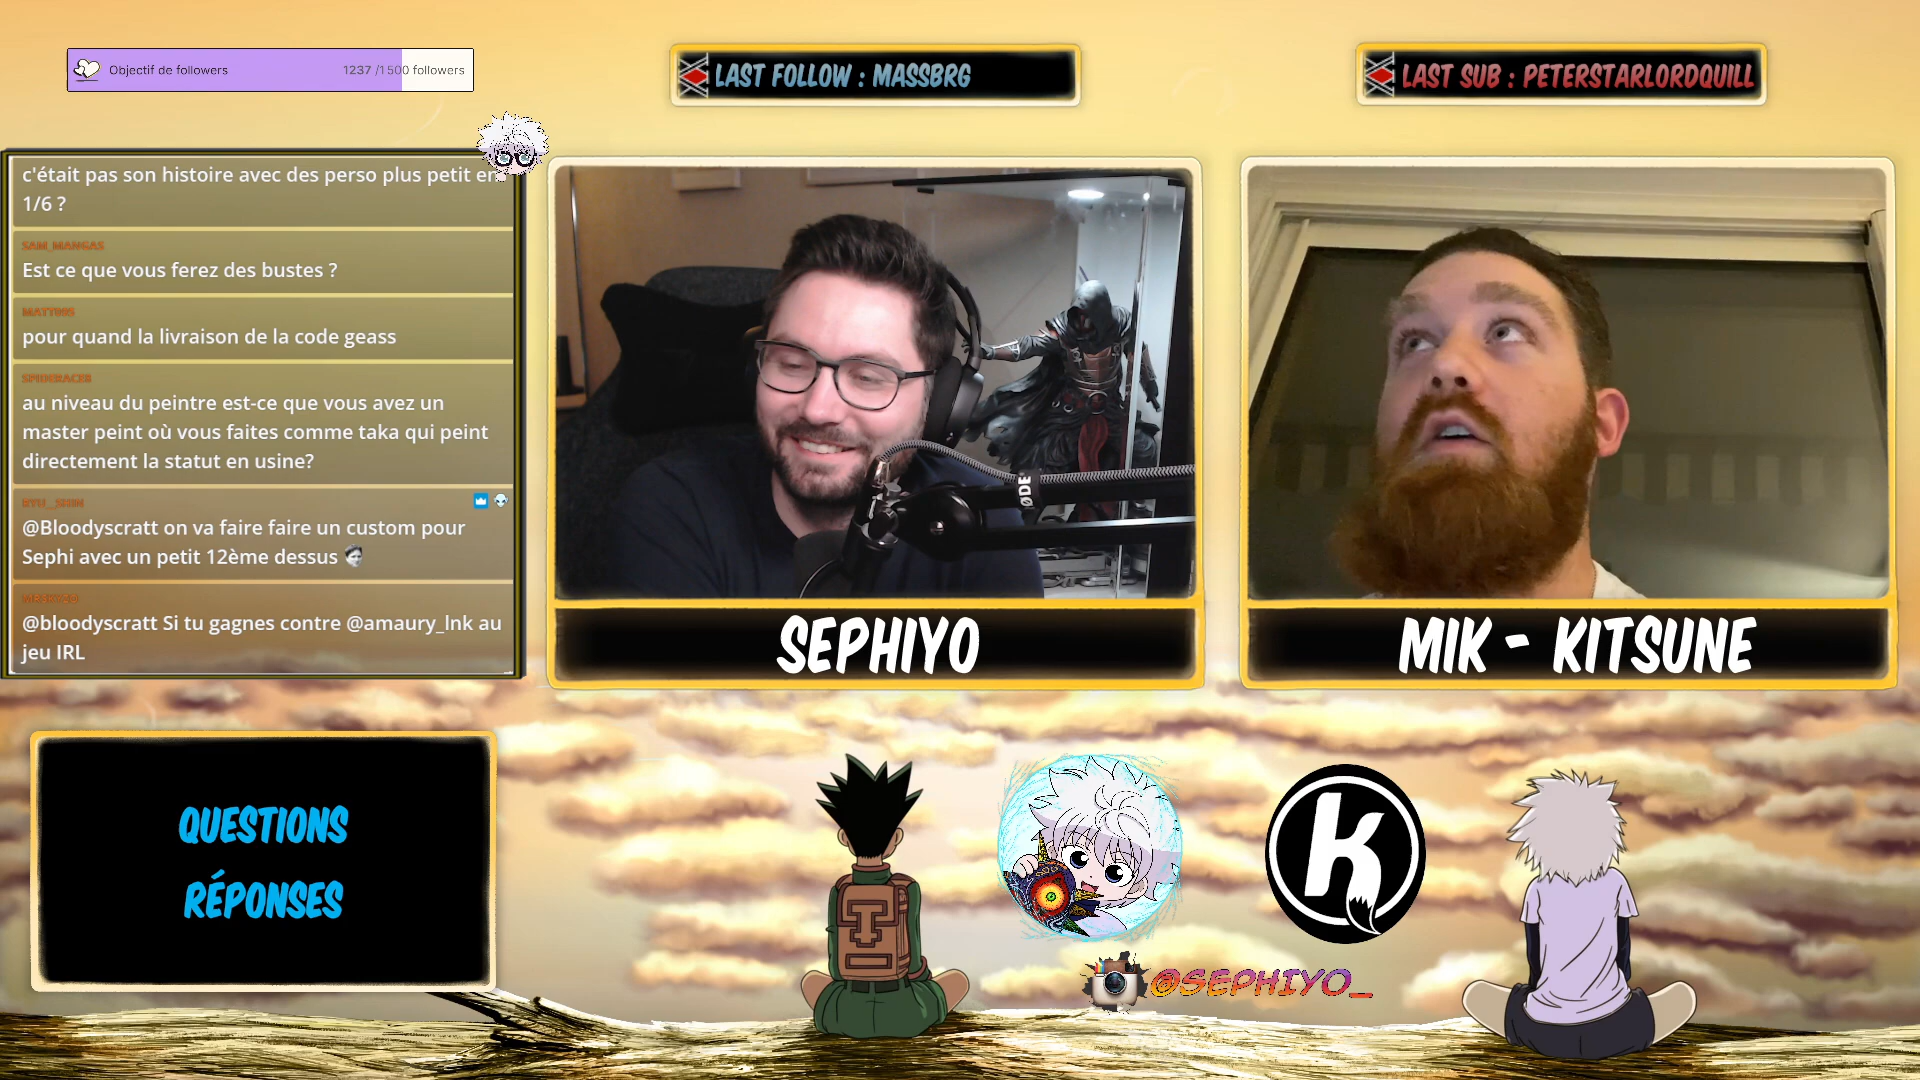 Objectif de followers
1237 /1500 followers
LAST FOLLOW : MASSBRG
LAST SUB : PETERSTARLORDQUILL
c'était pas son histoire avec des perso plus petit en
1/6 ?
SAM_MANGAS
Est ce que vous ferez des bustes ?
pour quand la livraison de la code geass
SPIDERACER
au niveau du peintre est-ce que vous avez un
master peint où vous faites comme taka qui peint
directement la statut en usine?
RYU__SHIN
@Bloodyscratt on va faire faire un custom pour
Sephi avec un petit 12ème dessus
@bloodyscratt Si tu gagnes contre @amaury_lnk au
jeu IRL
SEPHIYO
MIK - KITSUNE
QUESTIONS
RÉPONSES
K
@SEPHIYO_